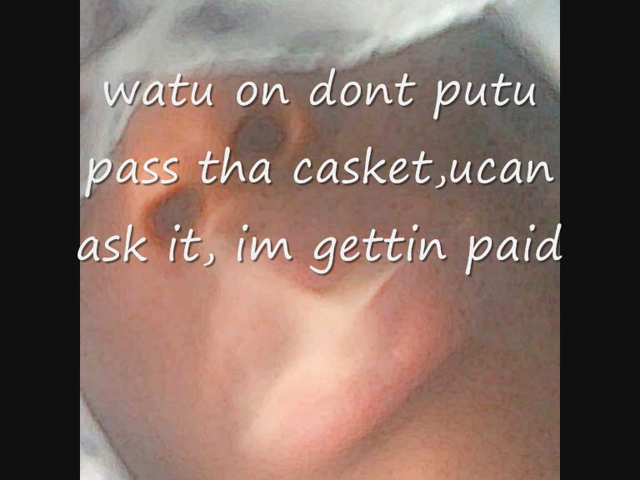 watu on dont putu
pass tha casket,ucan
ask it, im gettin paid